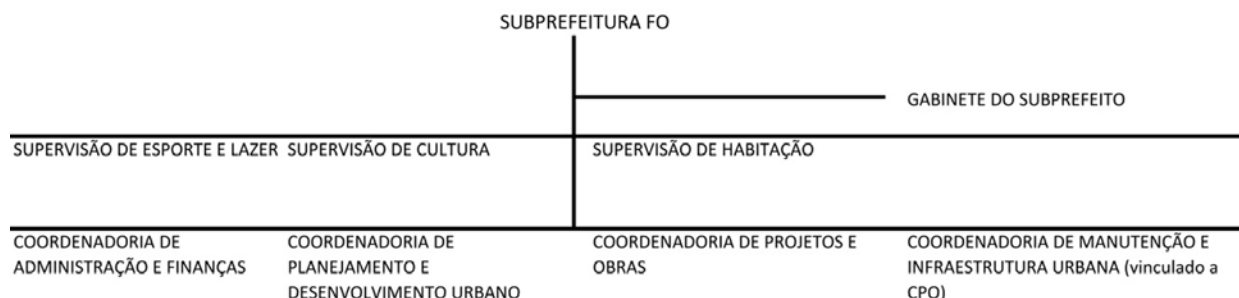 SUBPREFEITURA FO
GABINETE DO SUBPREFEITO
SUPERVISÃO DE ESPORTE E LAZER
SUPERVISÃO DE CULTURA
SUPERVISÃO DE HABITAÇÃO
COORDENADORIA DE
ADMINISTRAÇÃO E FINANÇAS
COORDENADORIA DE
PLANEJAMENTO E
DESENVOLVIMENTO URBANO
COORDENADORIA DE PROJETOS E
OBRAS
COORDENADORIA DE MANUTENÇÃO E
INFRAESTRUTURA URBANA (vinculado a
CPO)